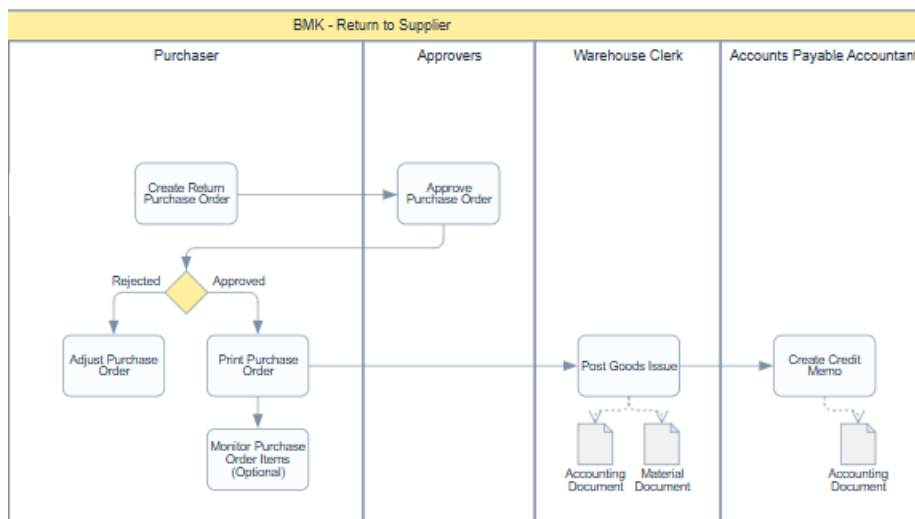 BMK - Return to Supplier
Purchaser
Approvers
Warehouse Clerk
Accounts Payable Accountant
Create Return
Purchase Order
Approve
Purchase Order
Rejected
Approved
Adjust Purchase
Order
Print Purchase
Order
Post Goods Issue
Create Credit
Memo
Monitor Purchase
Order Items
(Optional)
Accounting
Document
Material
Document
Accounting
Document